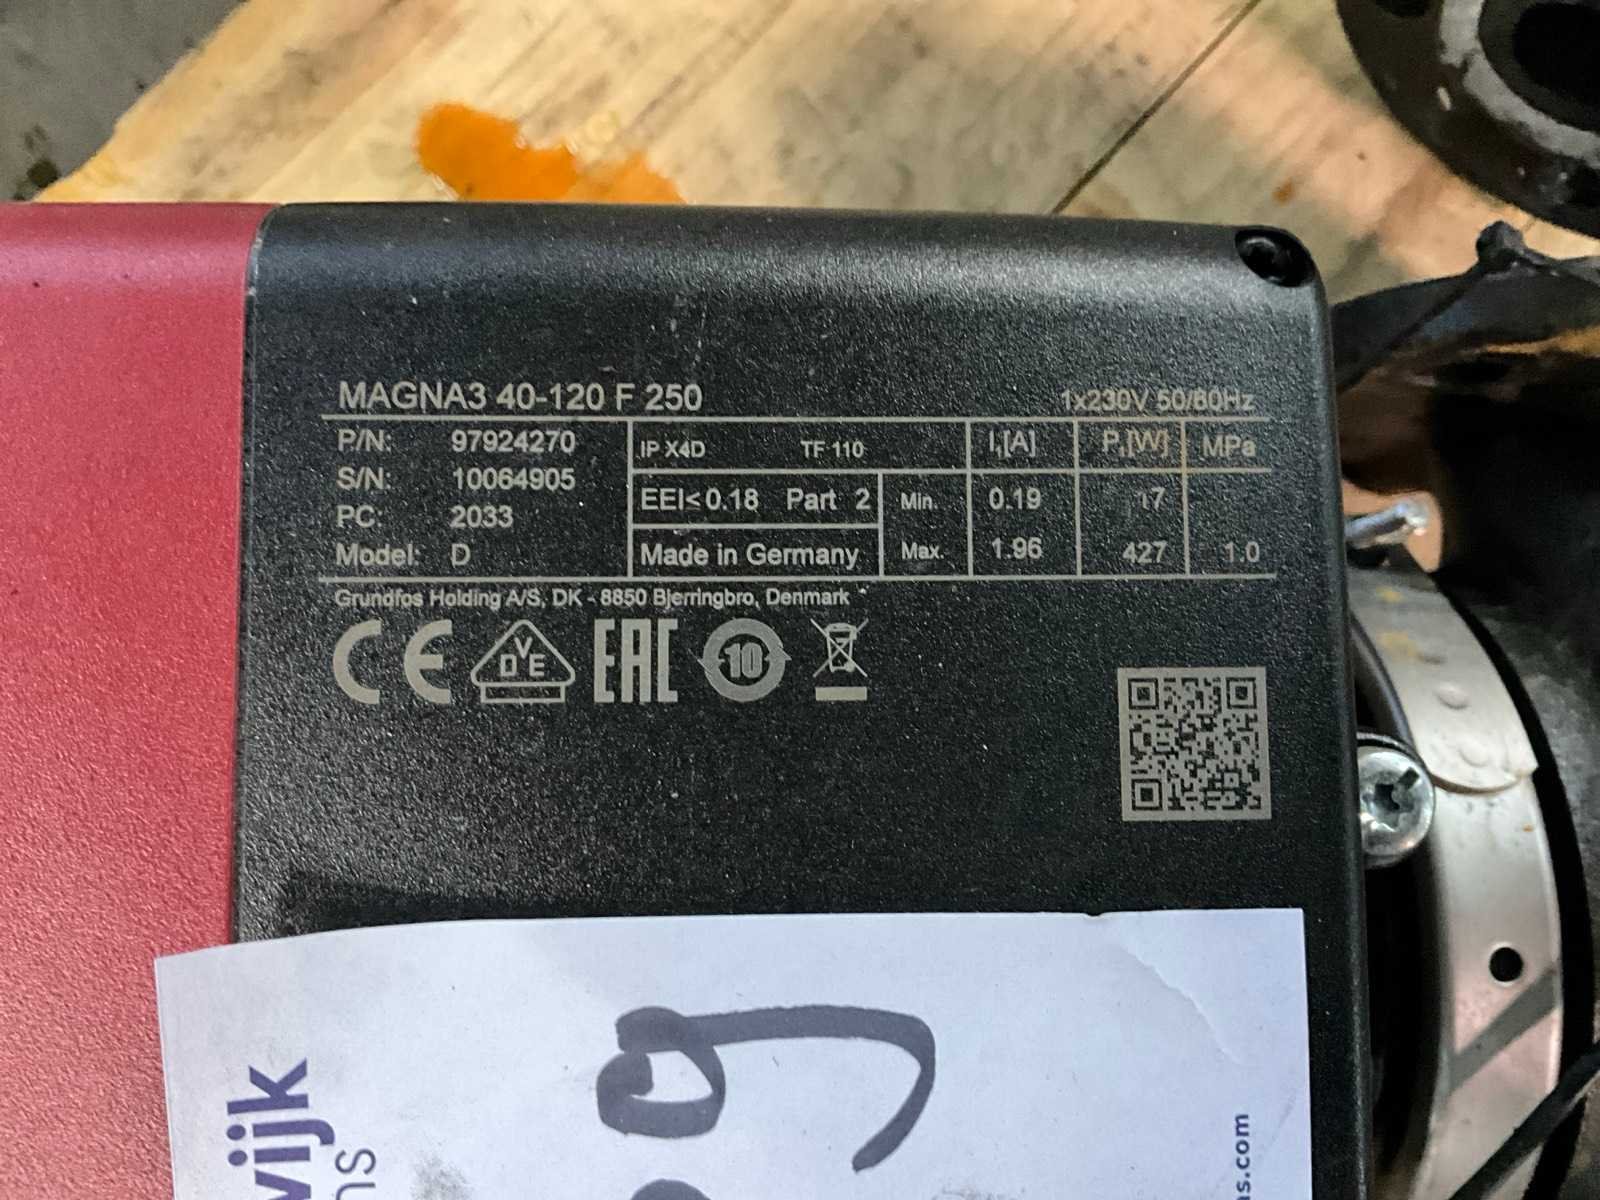 MAGNA3 40-120 F 250 1x230V 50/60Hz
P/N: 97924270 IP X4D TF 110 I₁[A] P₁[W] MPa
S/N: 10064905 EEI≤0.18 Part 2 Min. 0.19 17
PC: 2033
Model: D Made in Germany Max. 1.96 427 1.0
Grundfos Holding A/S, DK - 8850 Bjerringbro, Denmark
CE VDE EAC 10